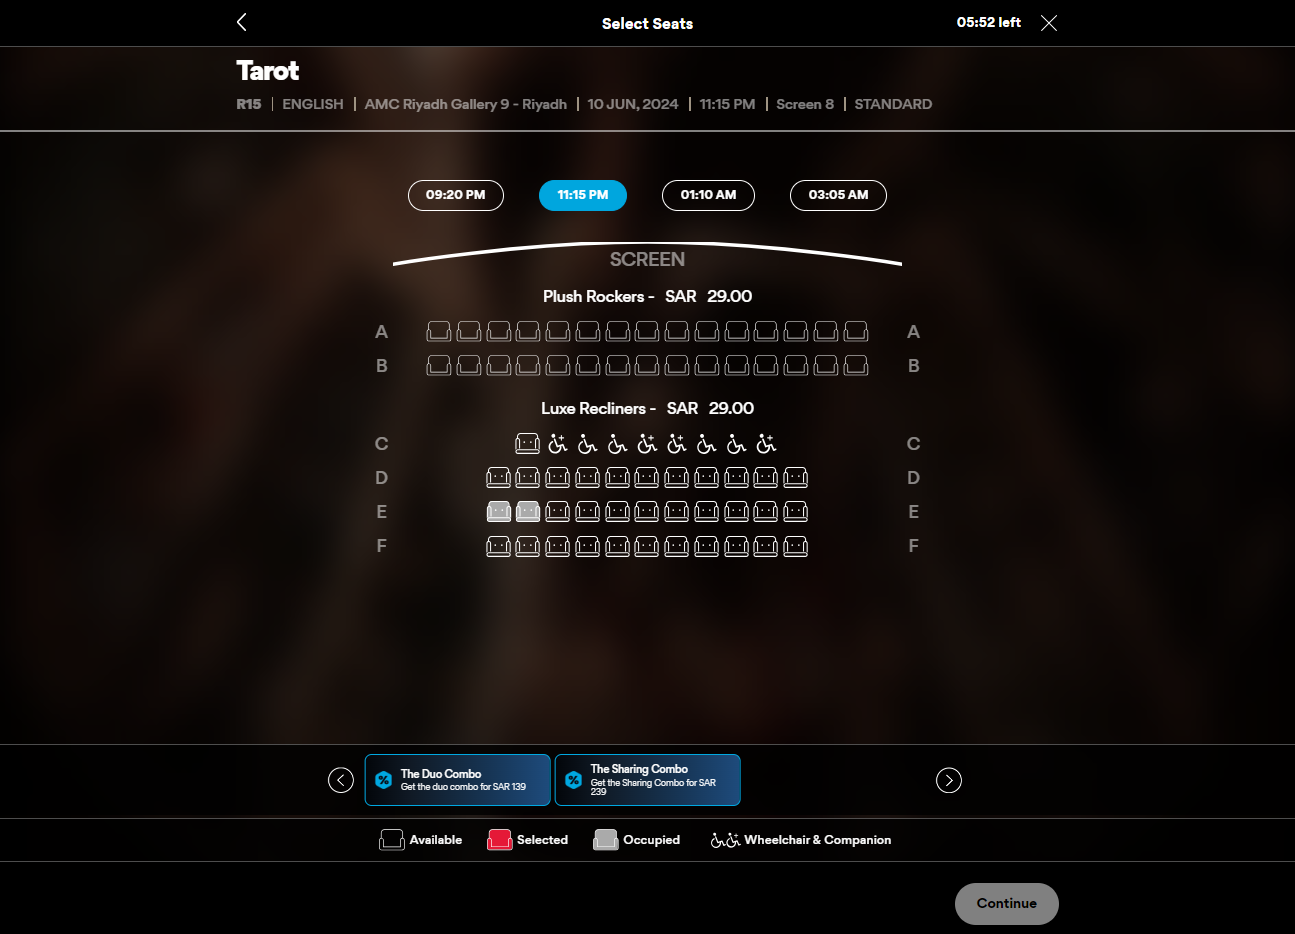 Select Seats
05:52 left
Tarot
R15 | ENGLISH | AMC Riyadh Gallery 9 - Riyadh | 10 JUN, 2024 | 11:15 PM | Screen 8 | STANDARD
09:20 PM 11:15 PM 01:10 AM 03:05 AM
SCREEN
Plush Rockers - SAR 29.00
A A
B B
Luxe Recliners - SAR 29.00
C C
D D
E E
F F
The Duo Combo
Get the duo combo for SAR 139
The Sharing Combo
Get the Sharing Combo for SAR
239
Available Selected Occupied Wheelchair & Companion
Continue